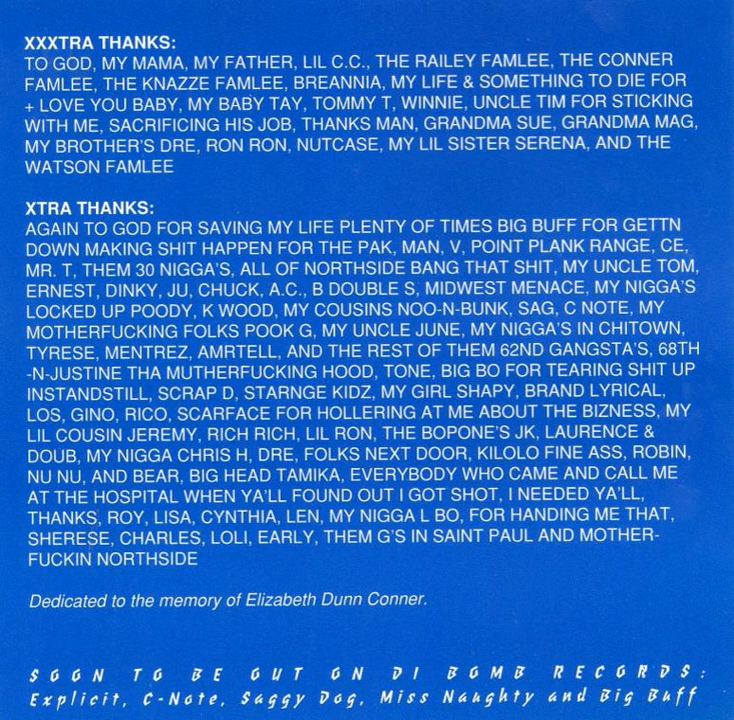 XXXTRA THANKS:
TO GOD, MY MAMA, MY FATHER, LIL C.C., THE RAILEY FAMLEE, THE CONNER
FAMLEE, THE KNAZZE FAMLEE, BREANNIA, MY LIFE & SOMETHING TO DIE FOR
+ LOVE YOU BABY, MY BABY TAY, TOMMY T, WINNIE, UNCLE TIM FOR STICKING
WITH ME, SACRIFICING HIS JOB, THANKS MAN, GRANDMA SUE, GRANDMA MAG,
MY BROTHER'S DRE, RON RON, NUTCASE, MY LIL SISTER SERENA, AND THE
WATSON FAMLEE
XTRA THANKS:
AGAIN TO GOD FOR SAVING MY LIFE PLENTY OF TIMES BIG BUFF FOR GETTN
DOWN MAKING SHIT HAPPEN FOR THE PAK, MAN, V, POINT PLANK RANGE, CE,
MR. T, THEM 30 NIGGA'S, ALL OF NORTHSIDE BANG THAT SHIT, MY UNCLE TOM,
ERNEST, DINKY, JU, CHUCK, A.C., B DOUBLE S, MIDWEST MENACE, MY NIGGA'S
LOCKED UP POODY, K WOOD, MY COUSINS NOO-N-BUNK, SAG, C NOTE, MY
MOTHERFUCKING FOLKS POOK G, MY UNCLE JUNE, MY NIGGA'S IN CHITOWN,
TYRESE, MENTREZ, AMRTELL, AND THE REST OF THEM 62ND GANGSTA'S, 68TH
-N-JUSTINE THA MUTHERFUCKING HOOD, TONE, BIG BO FOR TEARING SHIT UP
INSTANDSTILL, SCRAP D, STARNGE KIDZ, MY GIRL SHAPY, BRAND LYRICAL,
LOS, GINO, RICO, SCARFACE FOR HOLLERING AT ME ABOUT THE BIZNESS, MY
LIL COUSIN JEREMY, RICH RICH, LIL RON, THE BOPONE'S JK, LAURENCE &
DOUB, MY NIGGA CHRIS H, DRE, FOLKS NEXT DOOR, KILOLO FINE ASS, ROBIN,
NU NU, AND BEAR, BIG HEAD TAMIKA, EVERYBODY WHO CAME AND CALL ME
AT THE HOSPITAL WHEN YA'LL FOUND OUT I GOT SHOT, I NEEDED YA'LL,
THANKS, ROY, LISA, CYNTHIA, LEN, MY NIGGA L BO, FOR HANDING ME THAT,
SHERESE, CHARLES, LOLI, EARLY, THEM G'S IN SAINT PAUL AND MOTHER-
FUCKIN NORTHSIDE
Dedicated to the memory of Elizabeth Dunn Conner.
SOON TO BE OUT ON DI BOMB RECORDS:
Explicit, C-Note, Saggy Dog, Miss Naughty and Big Buff